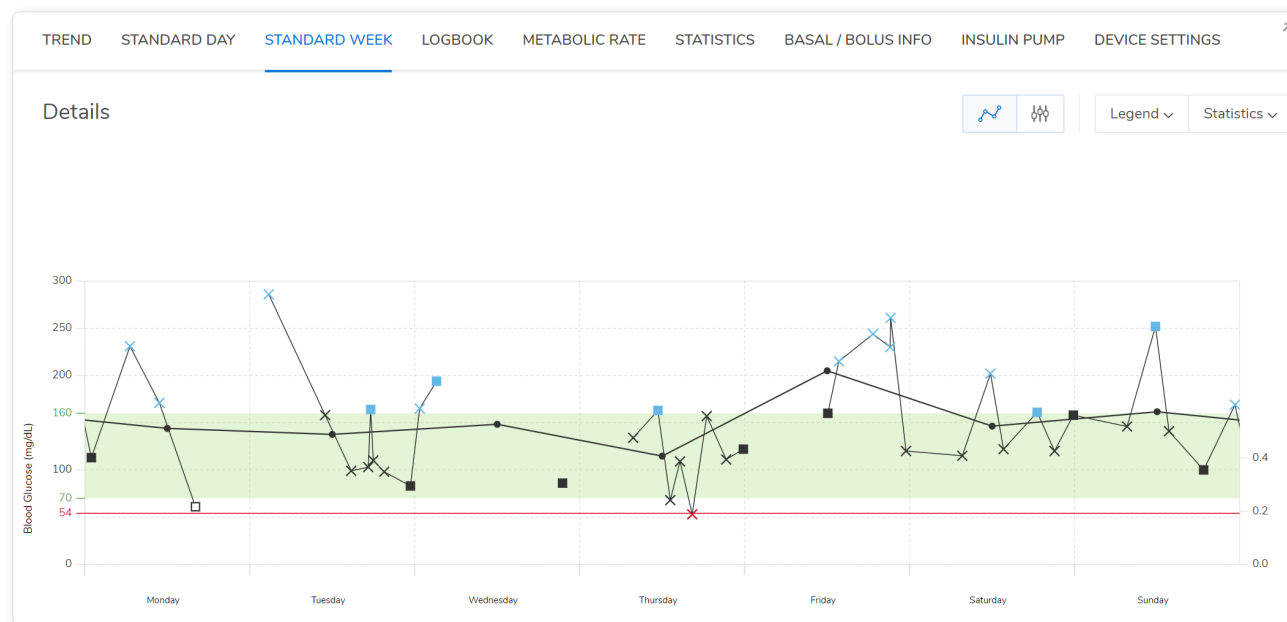 TREND STANDARD DAY STANDARD WEEK LOGBOOK METABOLIC RATE STATISTICS BASAL / BOLUS INFO INSULIN PUMP DEVICE SETTINGS
Details
Legend Statistics
Blood Glucose (mg/dL)
300
250
200
160
100
70
54
0
0.4
0.2
0.0
Monday Tuesday Wednesday Thursday Friday Saturday Sunday